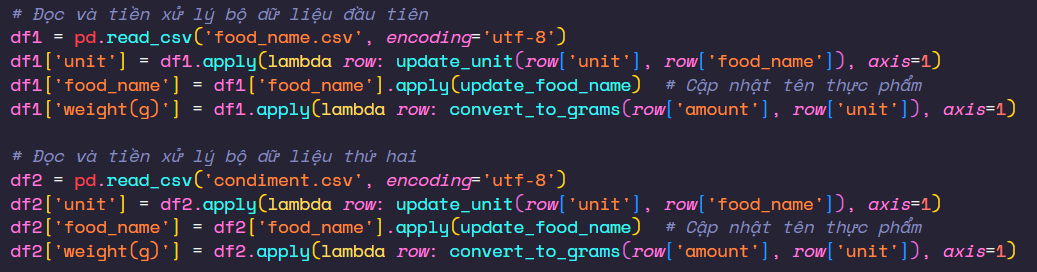 # Đọc và tiền xử lý bộ dữ liệu đầu tiên
df1 = pd.read_csv('food_name.csv', encoding='utf-8')
df1['unit'] = df1.apply(lambda row: update_unit(row['unit'], row['food_name']), axis=1)
df1['food_name'] = df1['food_name'].apply(update_food_name)  # Cập nhật tên thực phẩm
df1['weight(g)'] = df1.apply(lambda row: convert_to_grams(row['amount'], row['unit']), axis=1)
# Đọc và tiền xử lý bộ dữ liệu thứ hai
df2 = pd.read_csv('condiment.csv', encoding='utf-8')
df2['unit'] = df2.apply(lambda row: update_unit(row['unit'], row['food_name']), axis=1)
df2['food_name'] = df2['food_name'].apply(update_food_name)  # Cập nhật tên thực phẩm
df2['weight(g)'] = df2.apply(lambda row: convert_to_grams(row['amount'], row['unit']), axis=1)